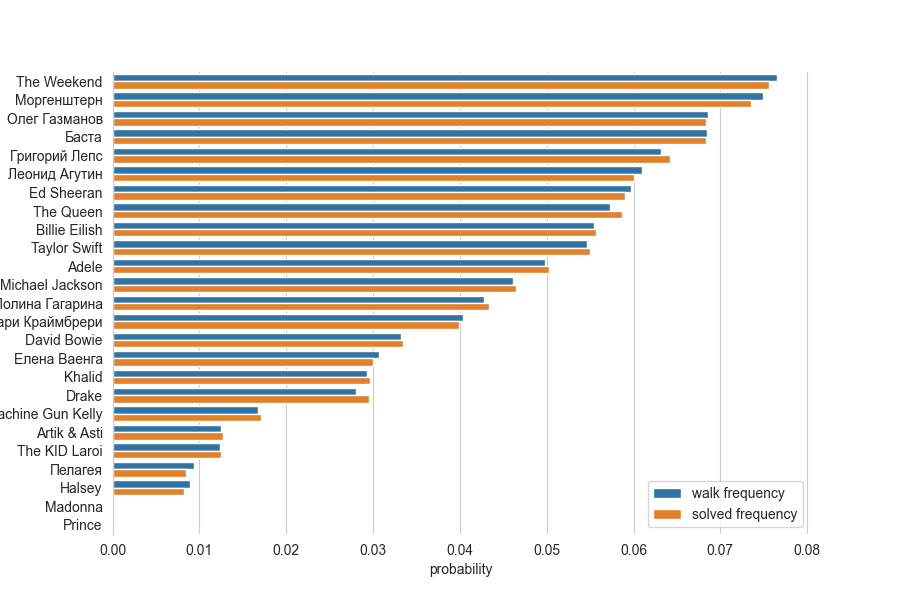 The Weekend
Моргенштерн
Олег Газманов
Баста
Григорий Лепс
Леонид Агутин
Ed Sheeran
The Queen
Billie Eilish
Taylor Swift
Adele
Michael Jackson
Гагарина
Краймбрери
David Bowie
Елена Ваенга
Khalid
Drake
Gun Kelly
Artik & Asti
The KID Laroi
Пелагея
Halsey
Madonna
Prince
walk frequency
solved frequency
0.00 0.01 0.02 0.03 0.04 0.05 0.06 0.07 0.08
probability